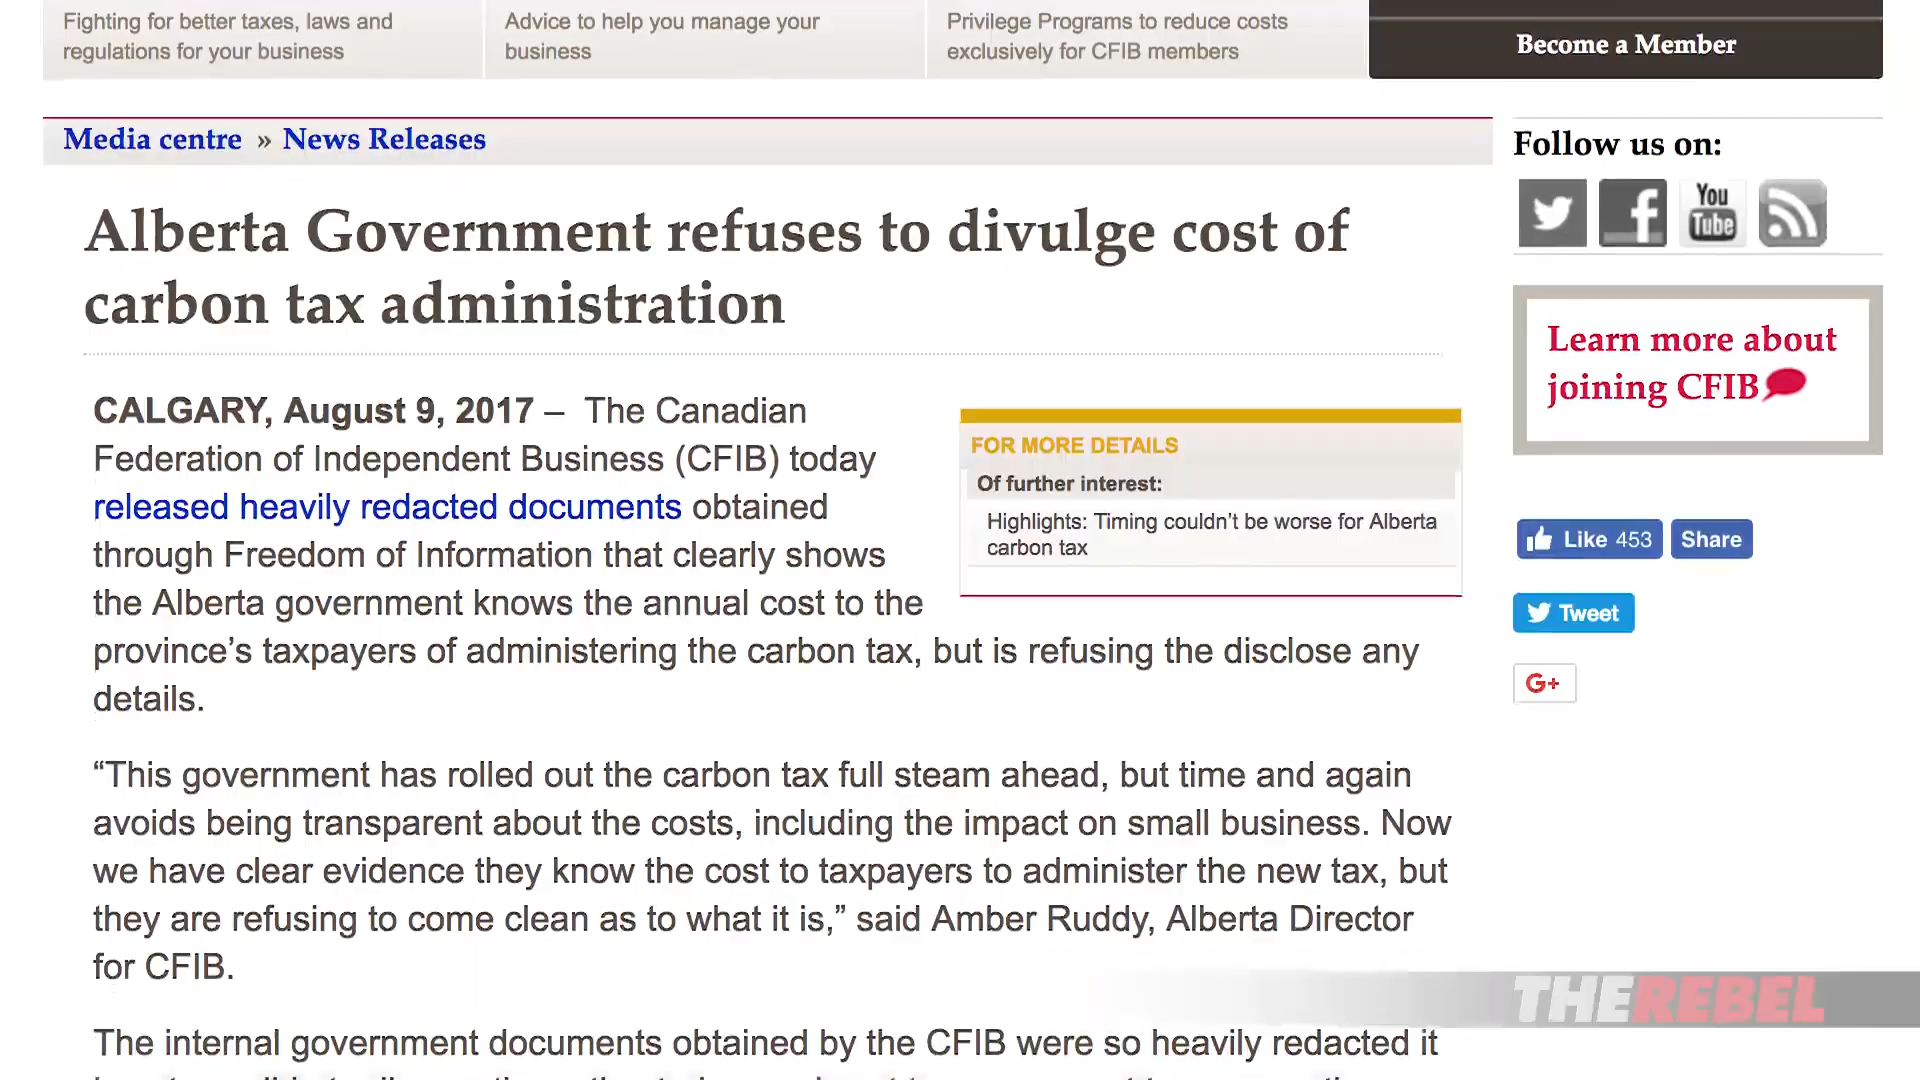 Fighting for better taxes, laws and
regulations for your business
Advice to help you manage your
business
Privilege Programs to reduce costs
exclusively for CFIB members
Become a Member
Media centre » News Releases
Alberta Government refuses to divulge cost of
carbon tax administration
CALGARY, August 9, 2017 – The Canadian
Federation of Independent Business (CFIB) today
released heavily redacted documents obtained
through Freedom of Information that clearly shows
the Alberta government knows the annual cost to the
province’s taxpayers of administering the carbon tax, but is refusing the disclose any
details.
“This government has rolled out the carbon tax full steam ahead, but time and again
avoids being transparent about the costs, including the impact on small business. Now
we have clear evidence they know the cost to taxpayers to administer the new tax, but
they are refusing to come clean as to what it is,” said Amber Ruddy, Alberta Director
for CFIB.
The internal government documents obtained by the CFIB were so heavily redacted it
FOR MORE DETAILS
Of further interest:
Highlights: Timing couldn’t be worse for Alberta
carbon tax
Follow us on:
You
Tube
Learn more about
joining CFIB
Like 453
Share
Tweet
G+
THEREBEL